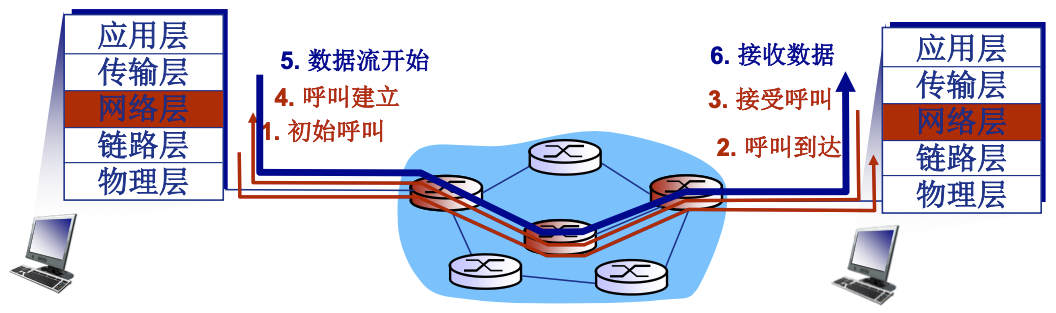 应用层
传输层
网络层
链路层
物理层
5. 数据流开始
4. 呼叫建立
1. 初始呼叫
6. 接收数据
3. 接受呼叫
2. 呼叫到达
应用层
传输层
网络层
链路层
物理层